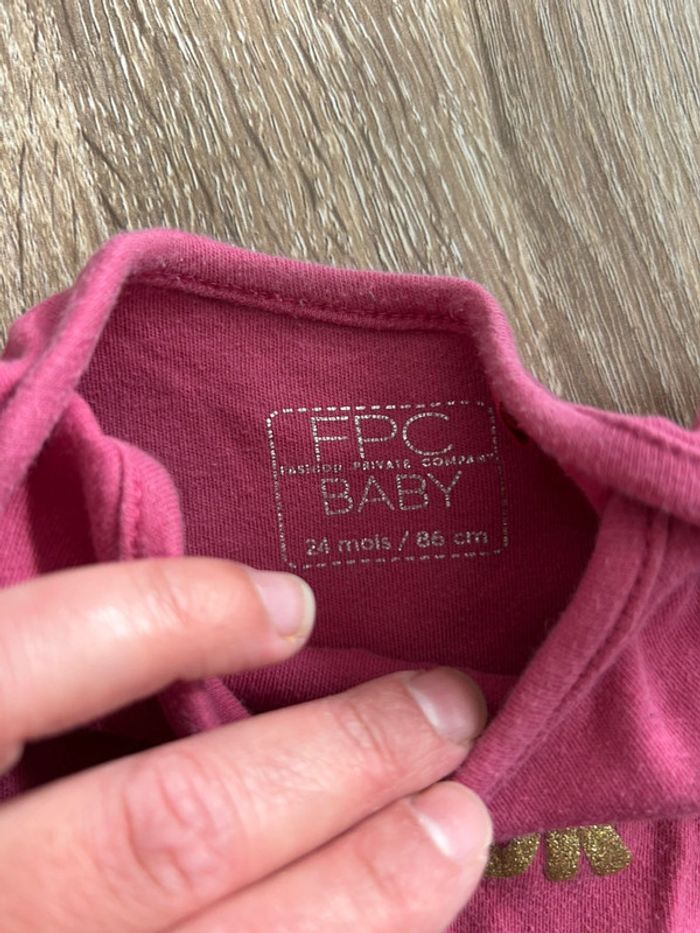 FPC
FASHION PRIVATE COMPANY
BABY
24 mois / 86 cm